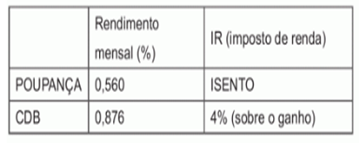 Rendimento
mensal (%)
IR (imposto de renda)
POUPANÇA 0,560 ISENTO
CDB 0,876 4% (sobre o ganho)